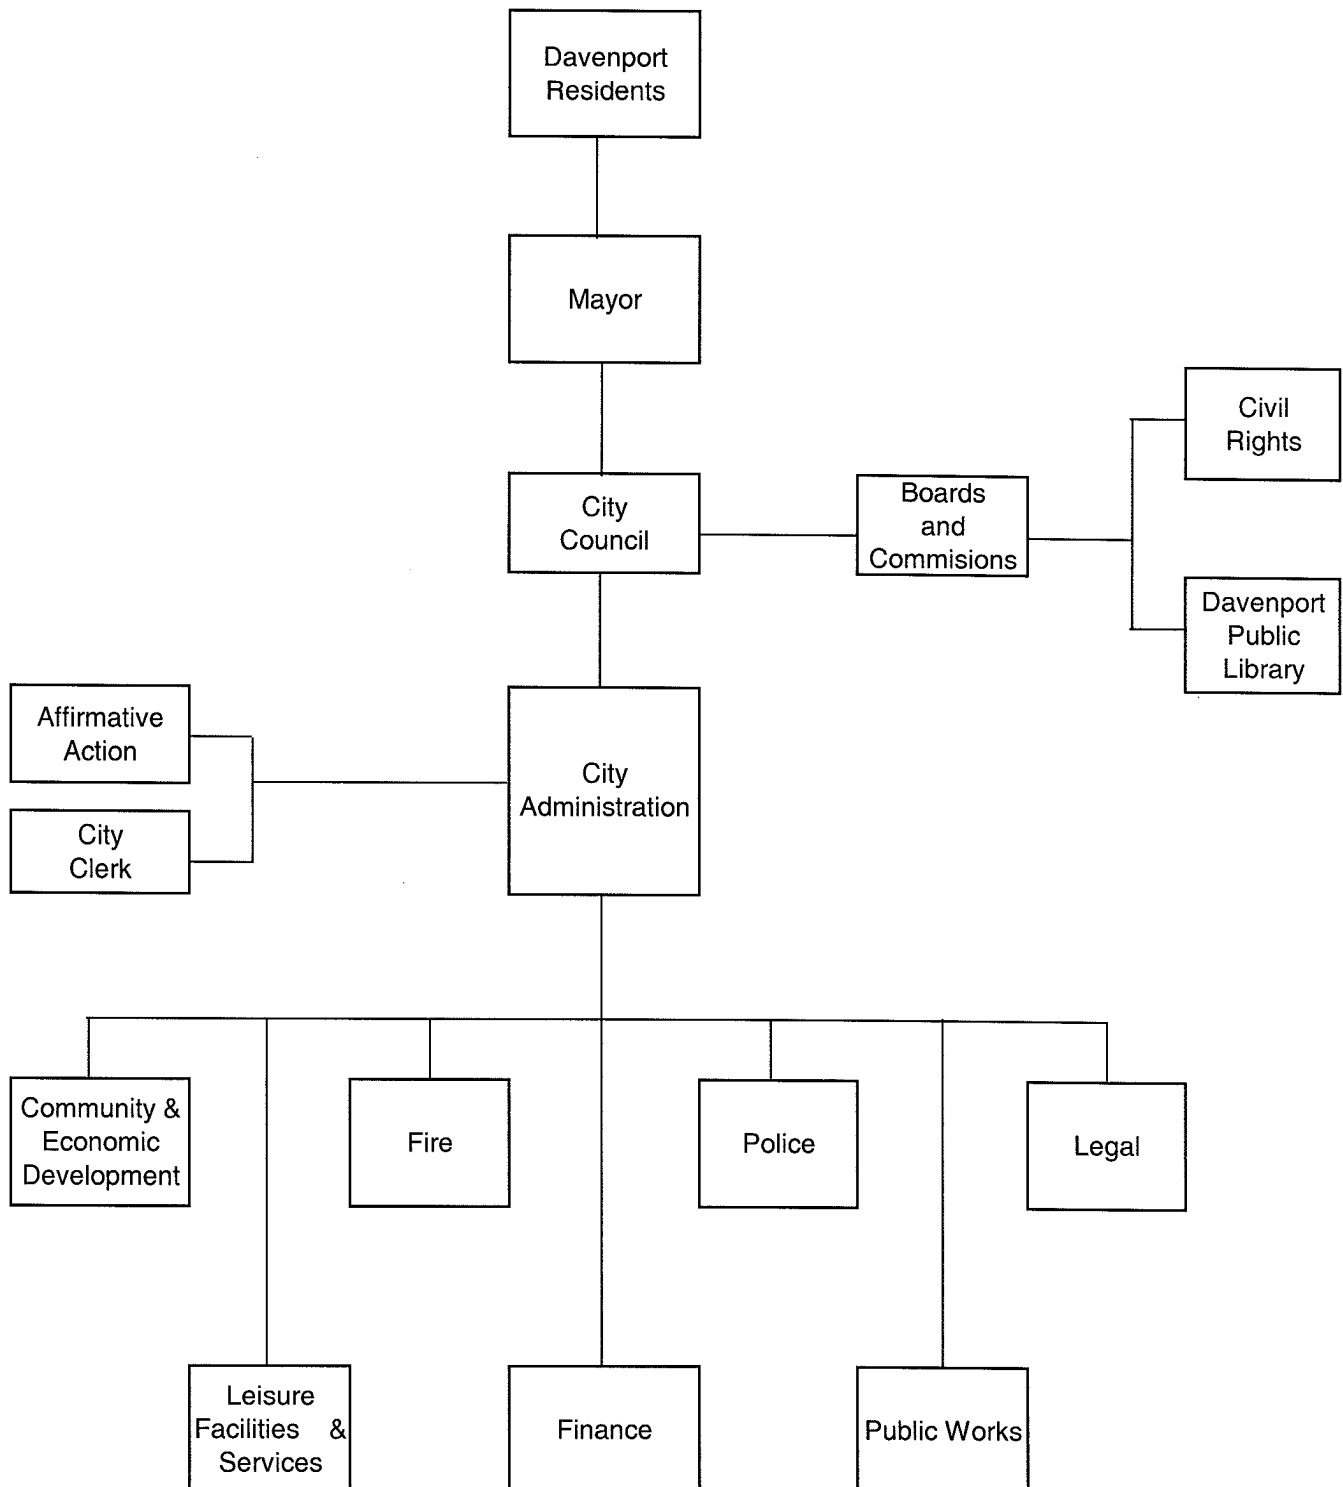 Davenport
Residents
Mayor
City
Council
Boards
and
Commisions
Civil
Rights
Davenport
Public
Library
Affirmative
Action
City
Clerk
City
Administration
Community &
Economic
Development
Fire
Police
Legal
Leisure
Facilities &
Services
Finance
Public Works